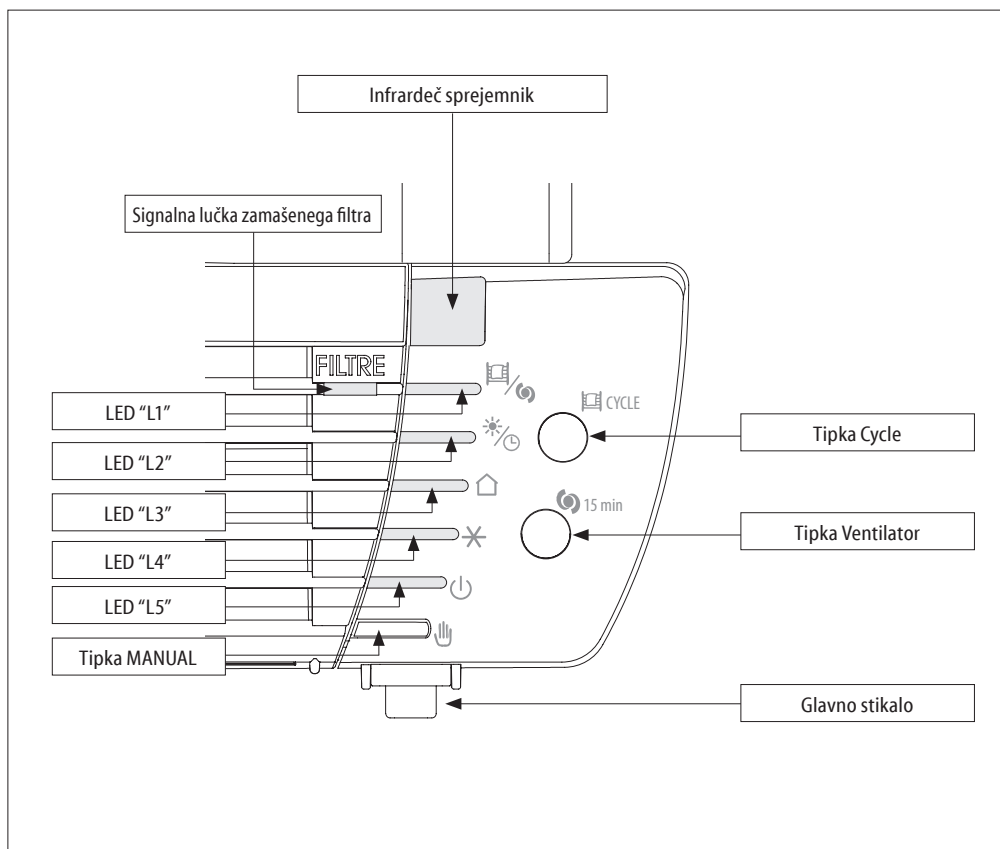 Infrardeč sprejemnik
Signalna lučka zamašenega filtra
FILTRE
CYCLE
LED “L1”
Tipka Cycle
LED “L2”
LED “L3”
15 min
Tipka Ventilator
LED “L4”
LED “L5”
Tipka MANUAL
Glavno stikalo